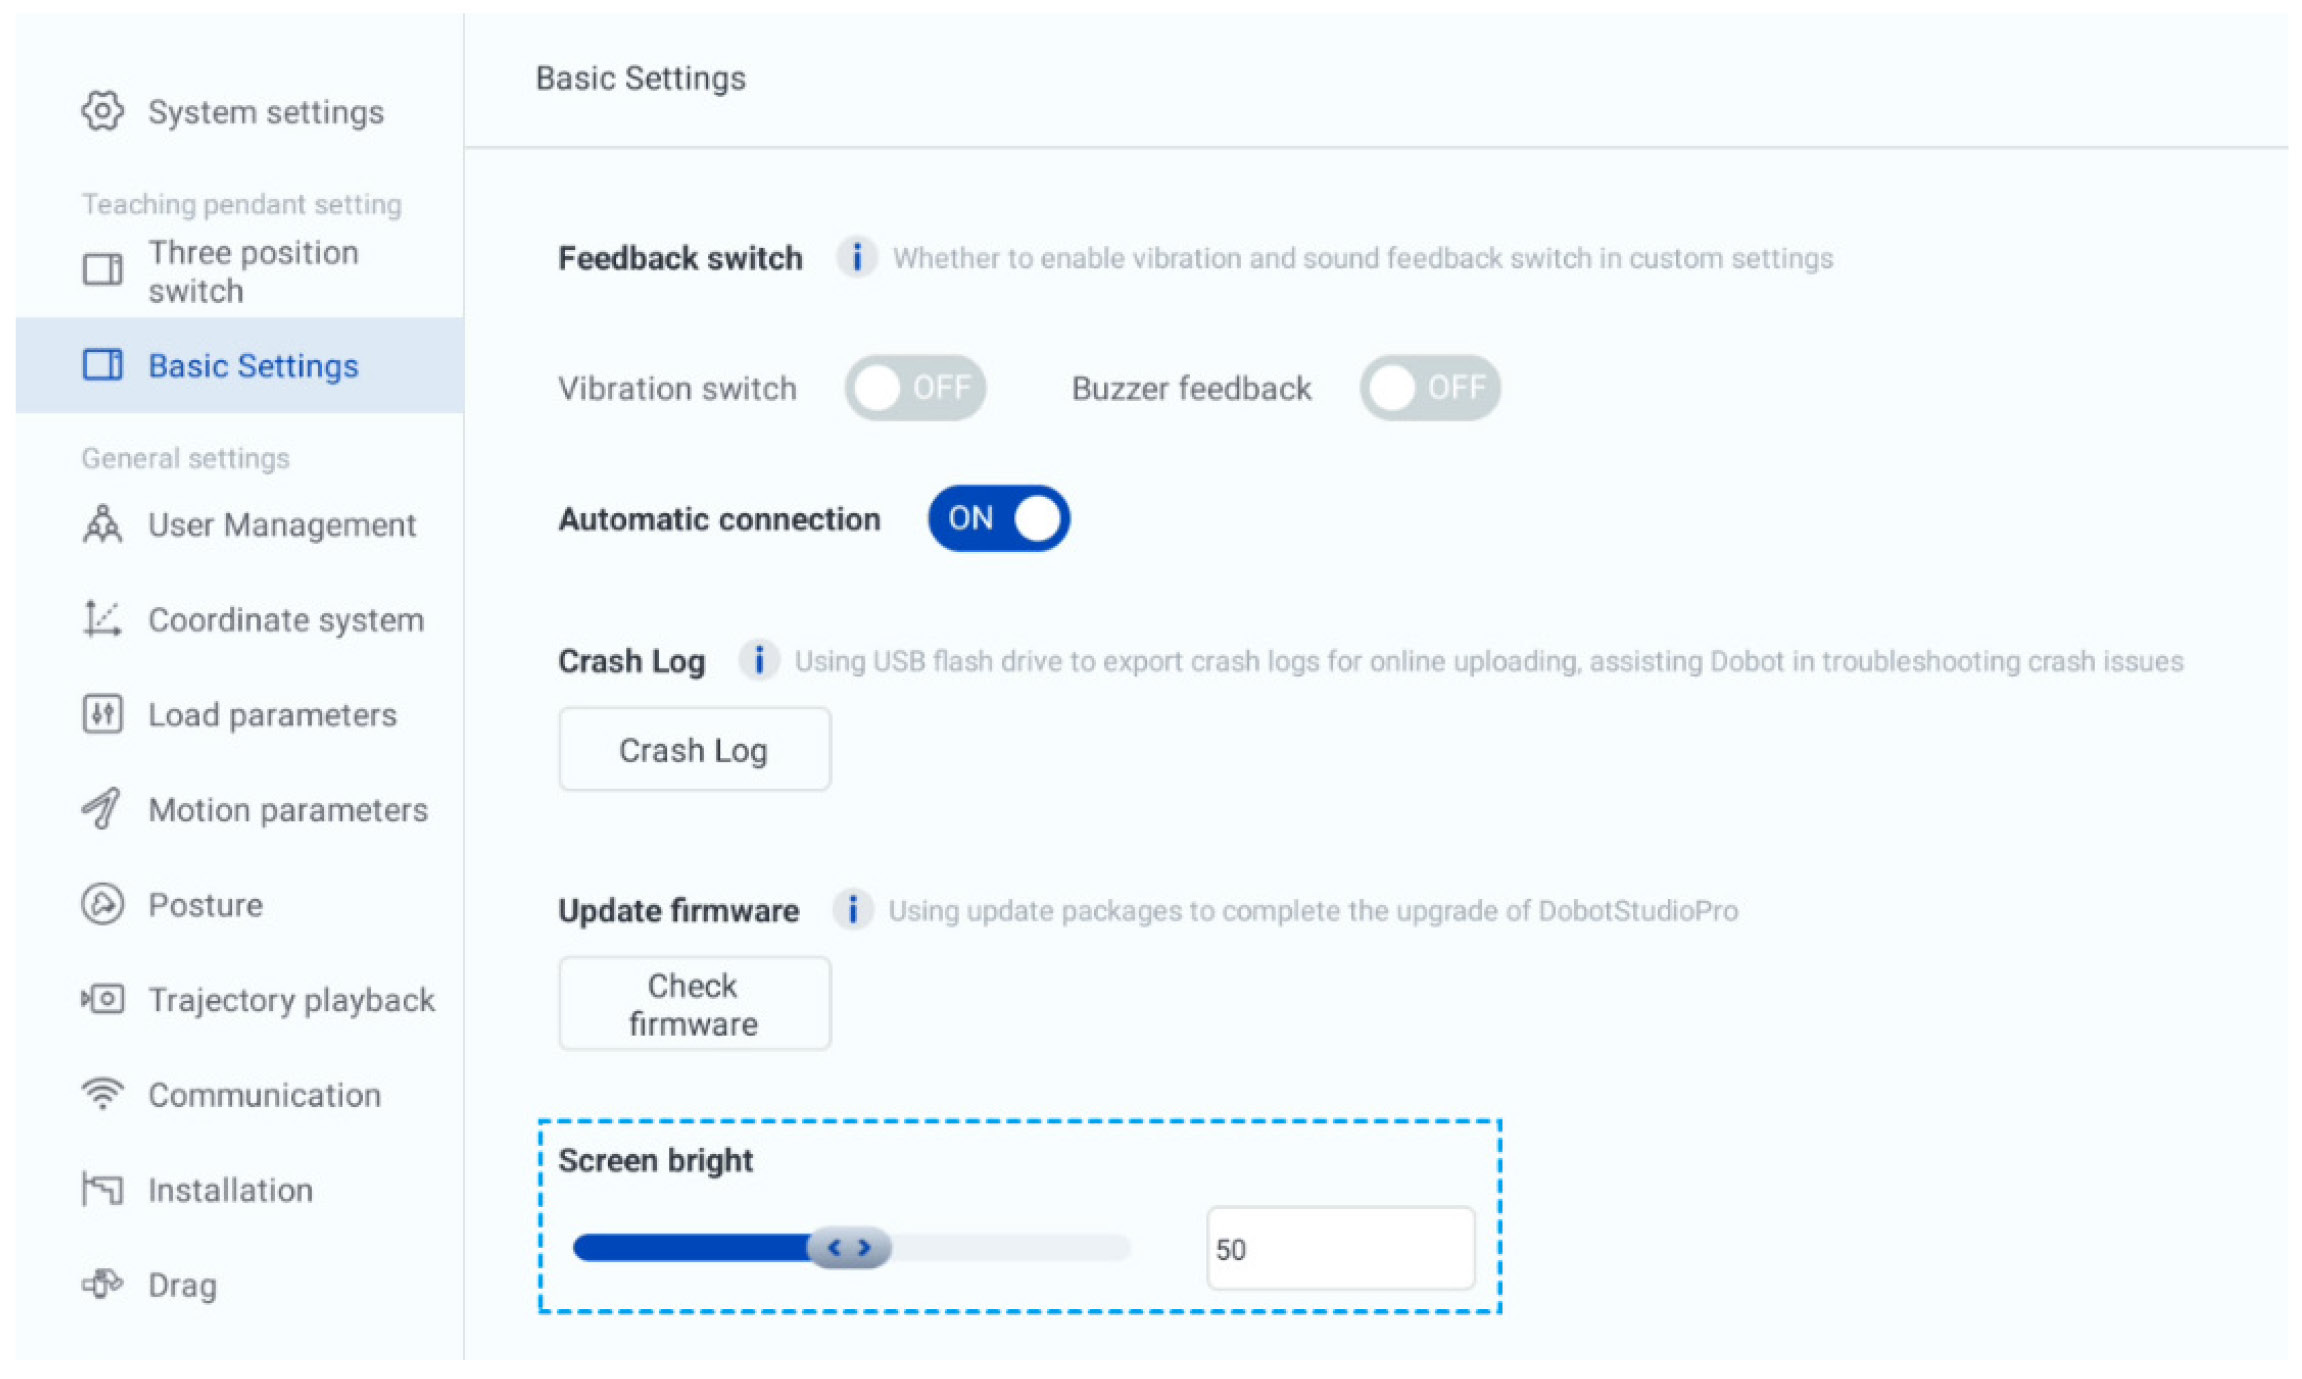 System settings
Teaching pendant setting
Three position
switch
Basic Settings
General settings
User Management
Coordinate system
Load parameters
Motion parameters
Posture
Trajectory playback
Communication
Installation
Drag
Basic Settings
Feedback switch i Whether to enable vibration and sound feedback switch in custom settings
Vibration switch OFF Buzzer feedback OFF
Automatic connection ON
Crash Log i Using USB flash drive to export crash logs for online uploading, assisting Dobot in troubleshooting crash issues
Crash Log
Update firmware i Using update packages to complete the upgrade of DobotStudioPro
Check
firmware
Screen bright
50